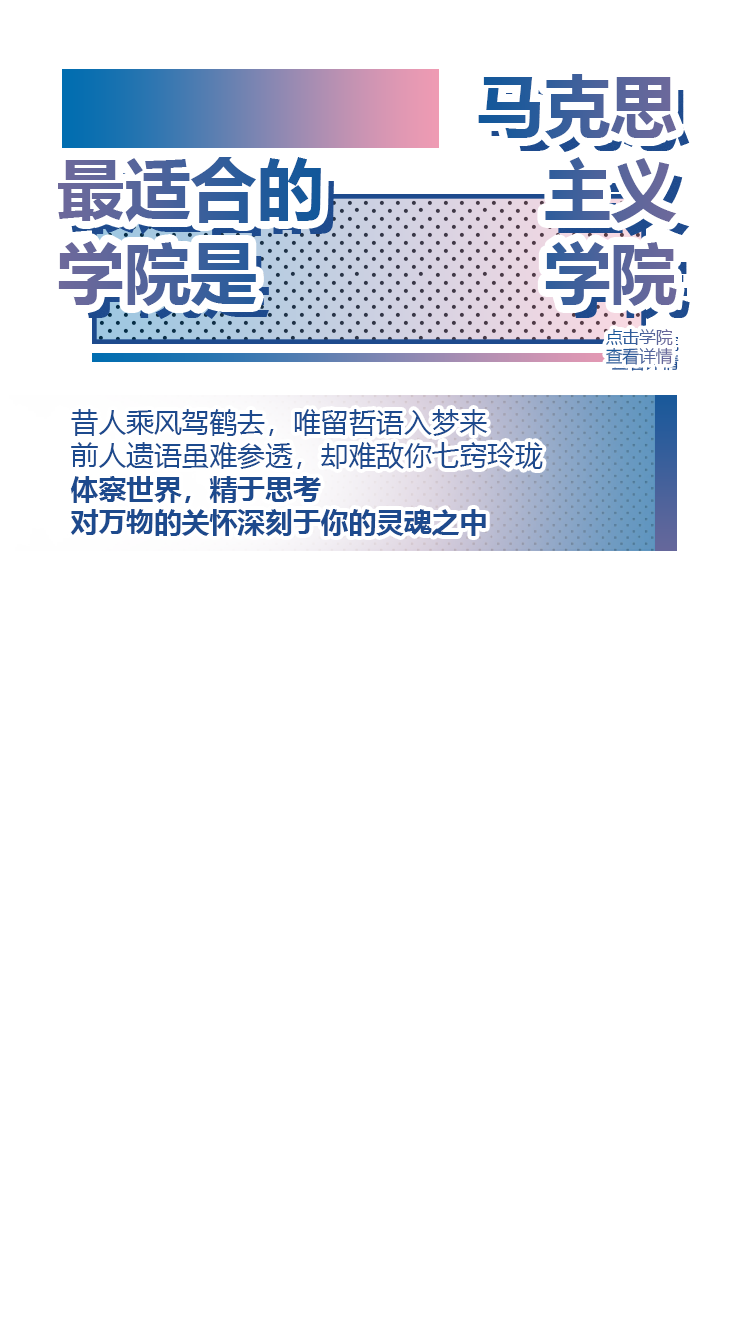 最适合的
学院是
马克思
主义
学院
点击学院
查看详情
昔人乘风驾鹤去，唯留哲语入梦来
前人遗语虽难参透，却难敌你七窍玲珑
体察世界，精于思考
对万物的关怀深刻于你的灵魂之中